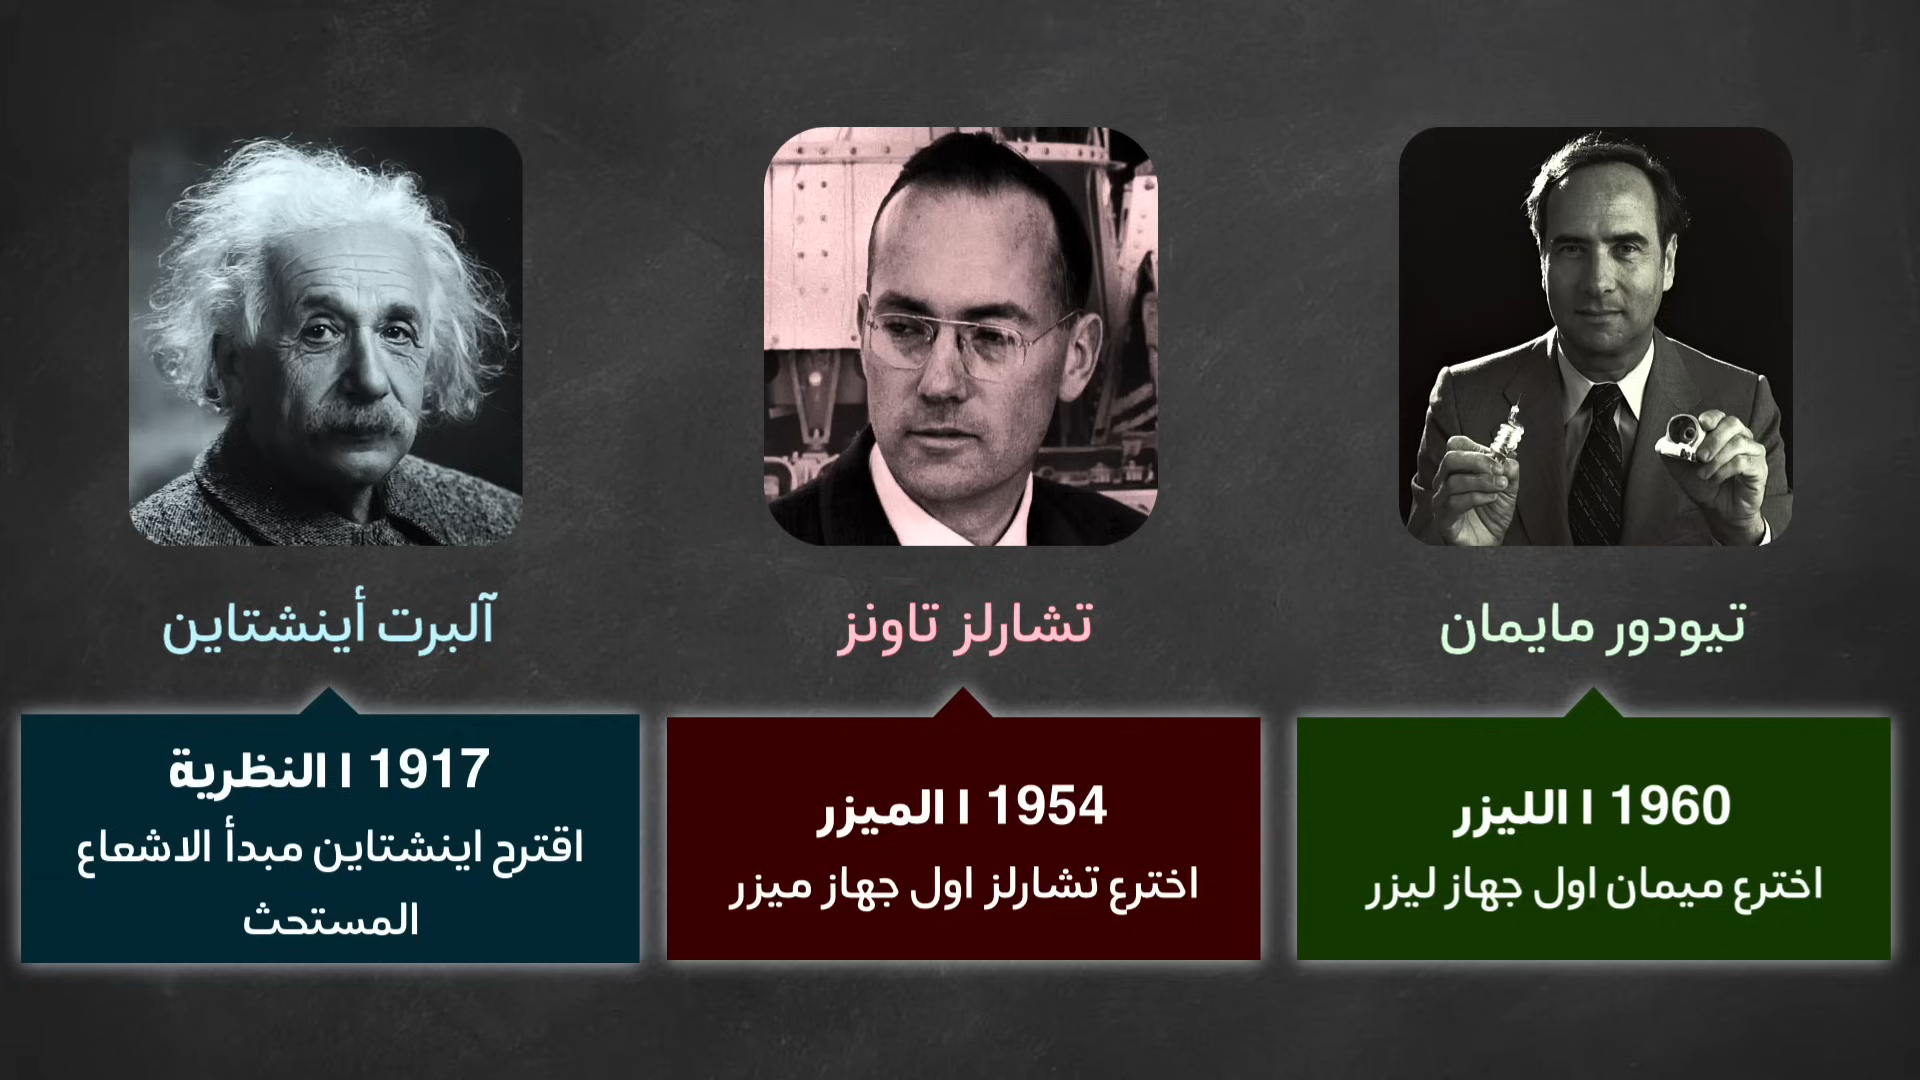 آلبرت أينشتاين
1917 | النظرية
اقترح اينشتاين مبدأ الاشعاع
المستحث
تشارلز تاونز
1954 | الميزر
اخترع تشارلز اول جهاز ميزر
تيودور مايمان
1960 | الليزر
اخترع ميمان اول جهاز ليزر